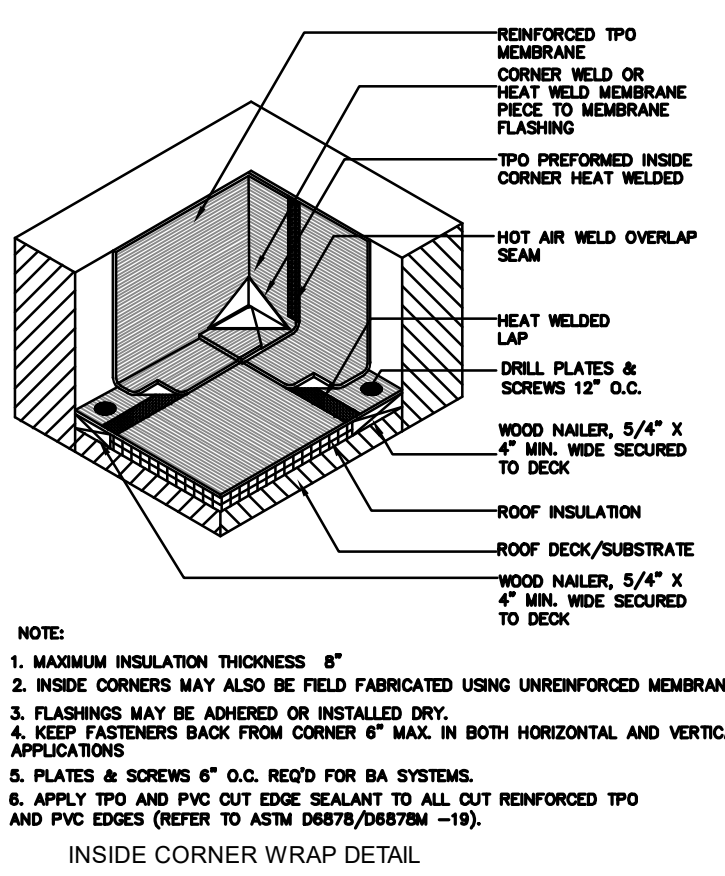 REINFORCED TPO
MEMBRANE
CORNER WELD OR
HEAT WELD MEMBRANE
PIECE TO MEMBRANE
FLASHING
TPO PREFORMED INSIDE
CORNER HEAT WELDED
HOT AIR WELD OVERLAP
SEAM
HEAT WELDED
LAP
DRILL PLATES &
SCREWS 12" O.C.
WOOD NAILER, 5/4" X
4" MIN. WIDE SECURED
TO DECK
ROOF INSULATION
ROOF DECK/SUBSTRATE
WOOD NAILER, 5/4" X
4" MIN. WIDE SECURED
TO DECK
NOTE:
1. MAXIMUM INSULATION THICKNESS 8"
2. INSIDE CORNERS MAY ALSO BE FIELD FABRICATED USING UNREINFORCED MEMBRAN
3. FLASHINGS MAY BE ADHERED OR INSTALLED DRY.
4. KEEP FASTENERS BACK FROM CORNER 6" MAX. IN BOTH HORIZONTAL AND VERTIC
APPLICATIONS
5. PLATES & SCREWS 6" O.C. REQ'D FOR BA SYSTEMS.
6. APPLY TPO AND PVC CUT EDGE SEALANT TO ALL CUT REINFORCED TPO
AND PVC EDGES (REFER TO ASTM D6878/D6878M -19).
INSIDE CORNER WRAP DETAIL